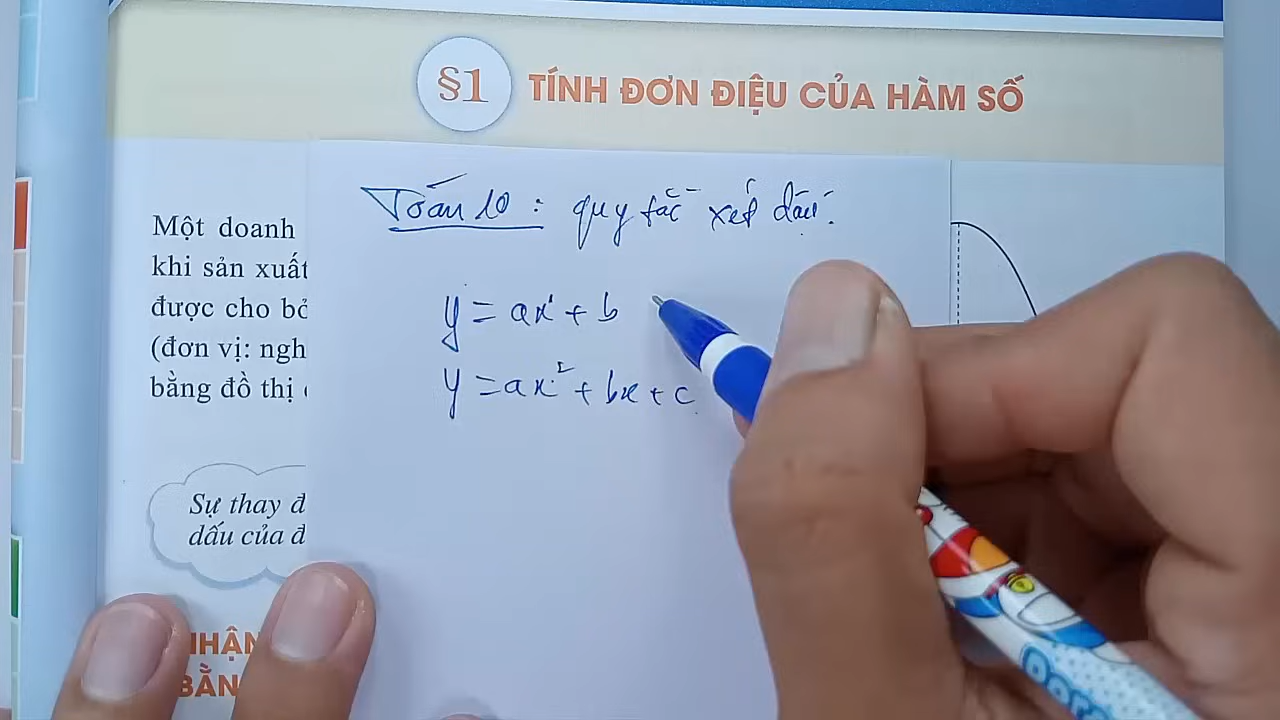 §1 TÍNH ĐƠN ĐIỆU CỦA HÀM SỐ
Toán 10 : quy tắc xét dấu.
y = ax + b
y = ax² + bx + c
Một doanh
khi sản xuất
được cho bở
(đơn vị: ngh
bằng đồ thị
Sự thay đ
dấu của đ
NHẬN
BẰN
Dora